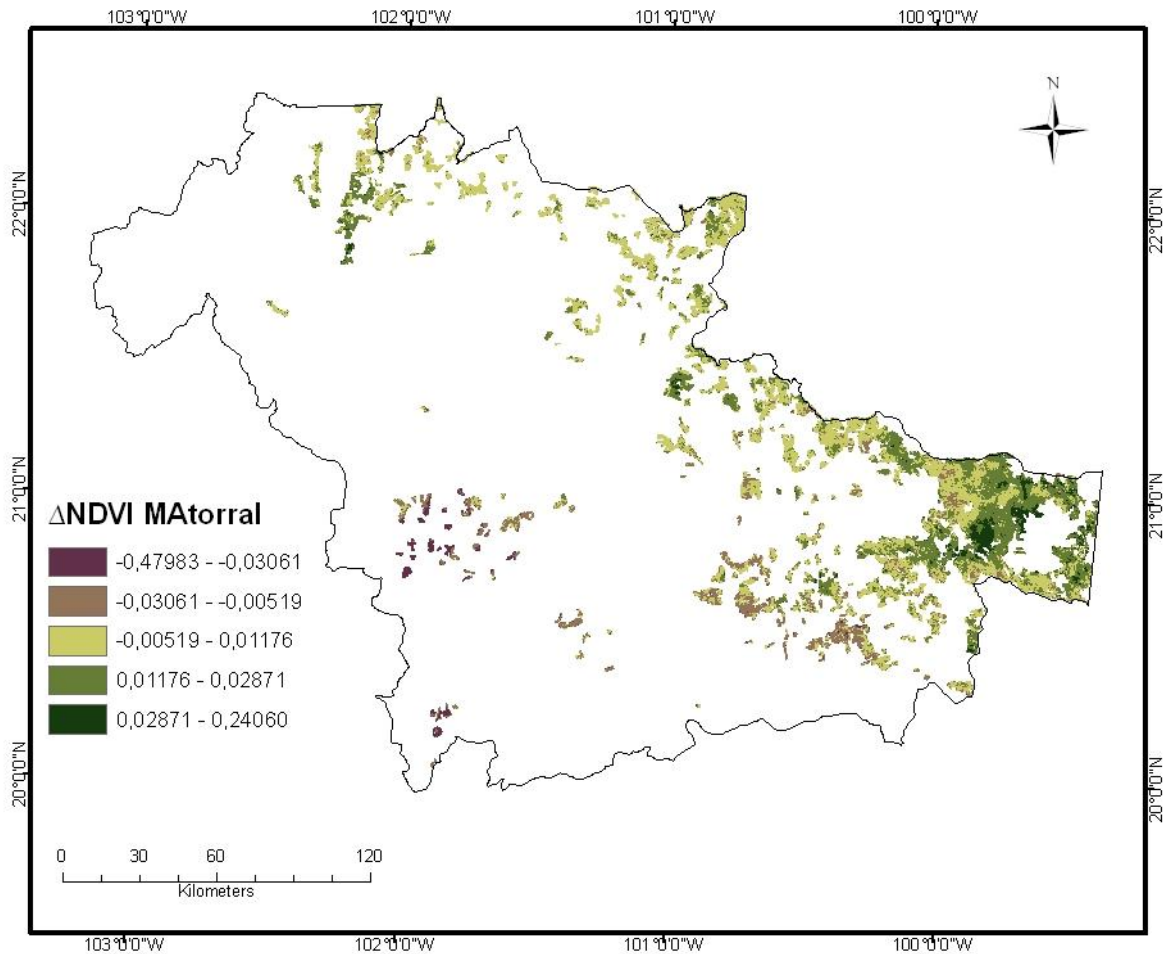 103°0'0"W 102°0'0"W 101°0'0"W 100°0'0"W
N
22°0'0"N 22°0'0"N
21°0'0"N 21°0'0"N
ΔNDVI MAtorral
-0,47983 - -0,03061
-0,03061 - -0,00519
-0,00519 - 0,01176
0,01176 - 0,02871
0,02871 - 0,24060
20°0'0"N 20°0'0"N
0 30 60 120
Kilometers
103°0'0"W 102°0'0"W 101°0'0"W 100°0'0"W